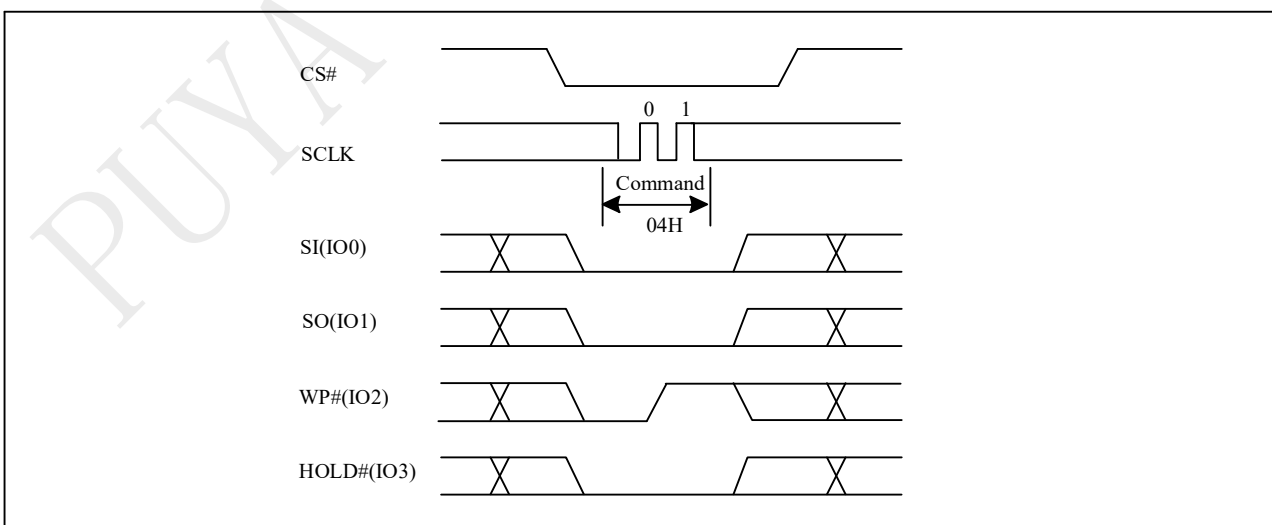 PUYA
CS#
0 1
SCLK
Command
04H
SI(IO0)
SO(IO1)
WP#(IO2)
HOLD#(IO3)